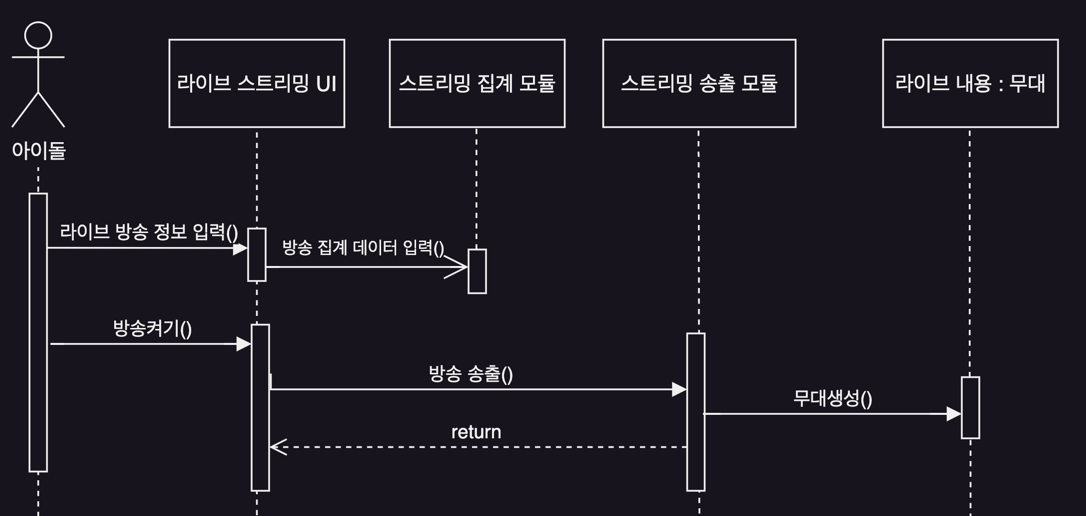 라이브 스트리밍 UI
스트리밍 집계 모듈
스트리밍 송출 모듈
라이브 내용 : 무대
아이돌
라이브 방송 정보 입력()
방송 집계 데이터 입력()
방송켜기()
방송 송출()
무대생성()
return